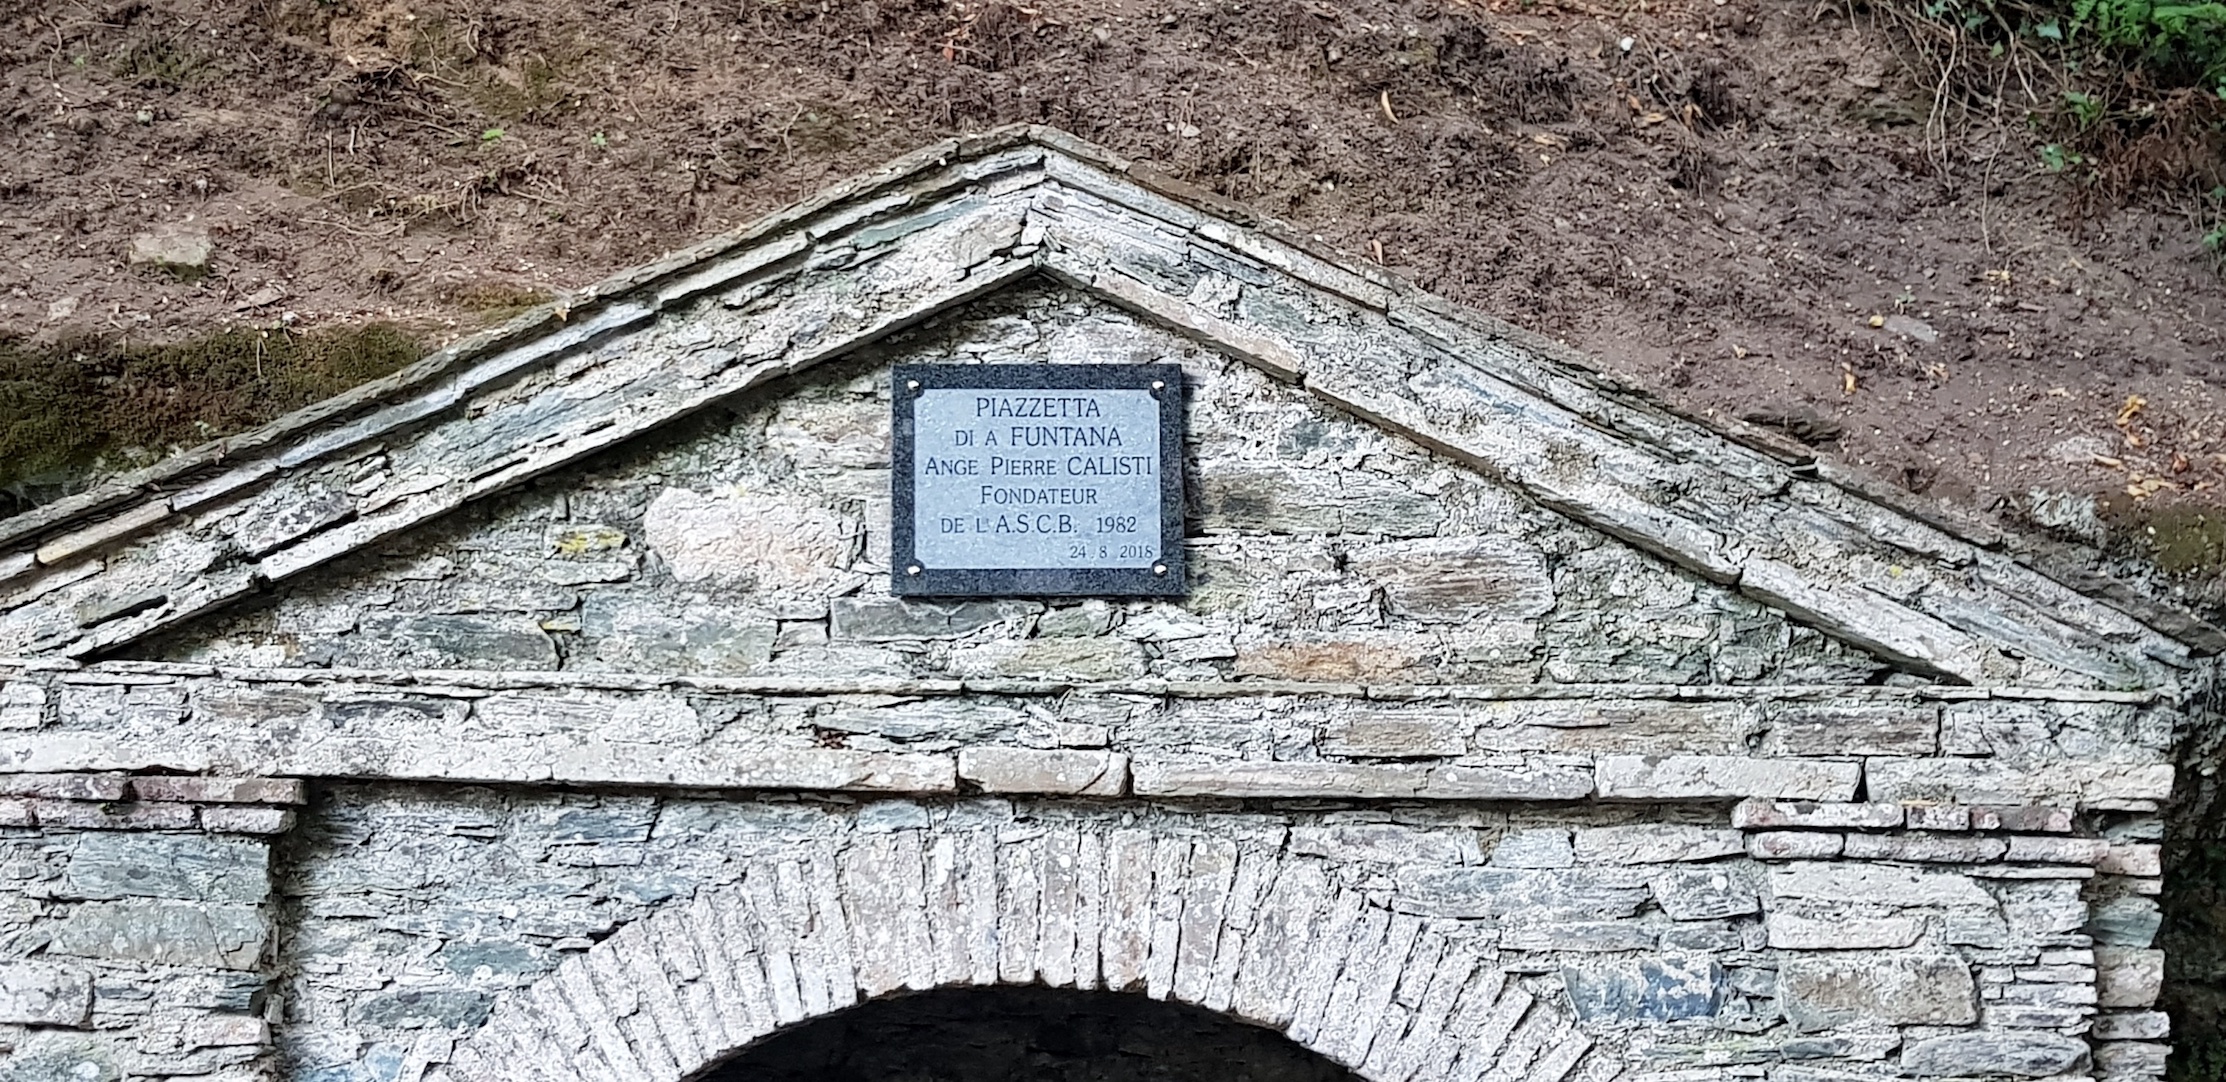 PIAZZETTA
DI A FUNTANA
ANGE PIERRE CALISTI
FONDATEUR
DE L'A.S.C.B. 1982
24.8 2018